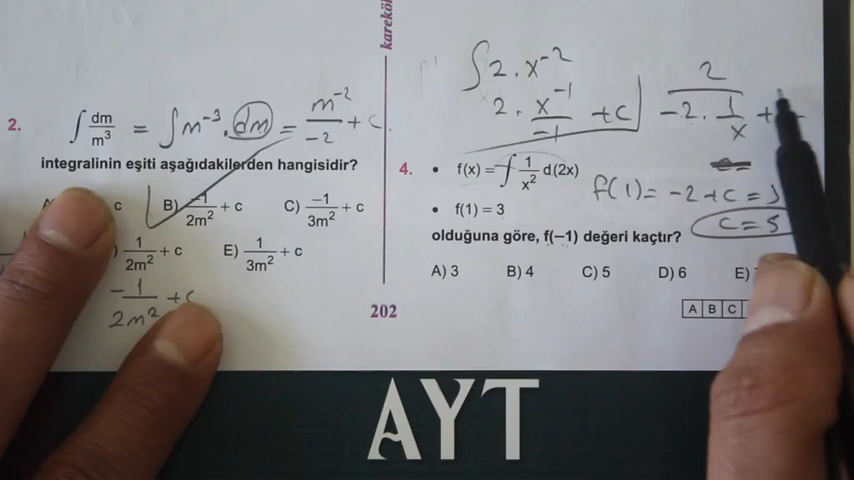 karekök
2.
∫ dm/m³ = ∫ m⁻³ . dm = m⁻²/-2 + c
integralinin eşiti aşağıdakilerden hangisidir?
c B) -1/2m² + c C) -1/3m² + c
) 1/2m² + c E) 1/3m² + c
-1/2m² + c
∫ 2 . x⁻²
2 . x⁻¹/-1 + c
2
-2 . 1/x +
4. • f(x) = ∫ 1/x² d(2x)
• f(1) = 3
f(1) = -2 + c = 3
c = 5
olduğuna göre, f(−1) değeri kaçtır?
A) 3 B) 4 C) 5 D) 6 E)
A B C
202
AYT